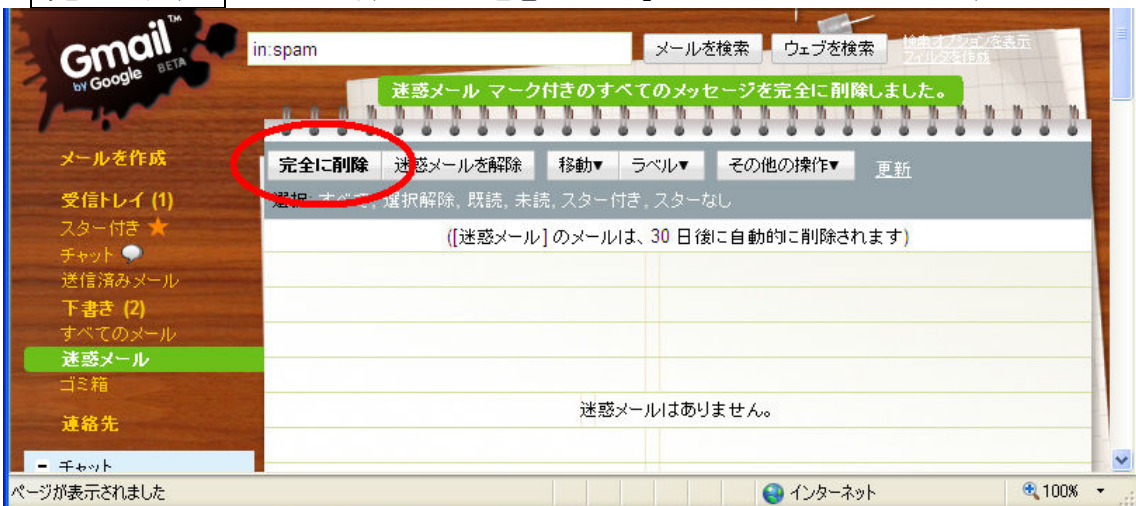 Gmail™
by Google BETA
in:spam
メールを検索
ウェブを検索
検索オプションを表示
フィルタを作成
迷惑メール マーク付きのすべてのメッセージを完全に削除しました。
メールを作成
完全に削除
迷惑メールを解除
移動▼
ラベル▼
その他の操作▼
更新
受信トレイ (1)
選択: すべて, 選択解除, 既読, 未読, スター付き, スターなし
スター付き
([迷惑メール] のメールは、30 日後に自動的に削除されます)
チャット
送信済みメール
下書き (2)
すべてのメール
迷惑メール
ゴミ箱
迷惑メールはありません。
連絡先
チャット
ページが表示されました
インターネット
100%